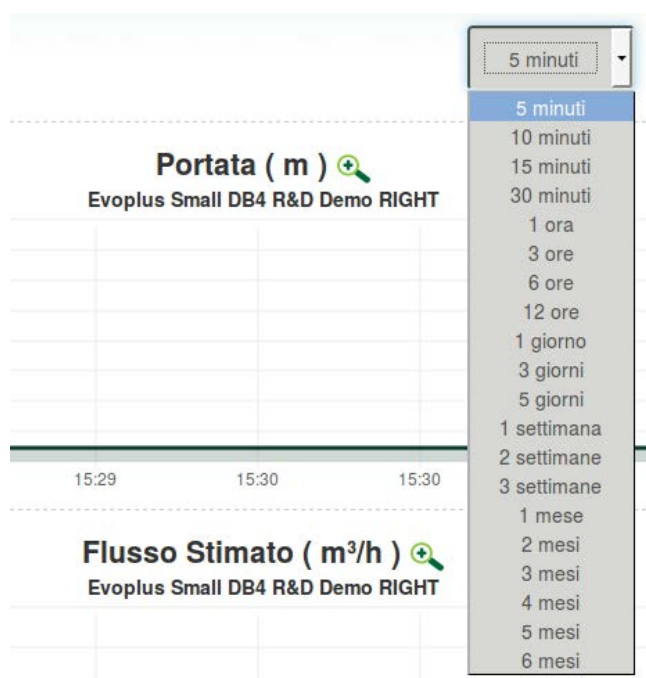 5 minuti
5 minuti
10 minuti
15 minuti
30 minuti
1 ora
3 ore
6 ore
12 ore
1 giorno
3 giorni
5 giorni
1 settimana
2 settimane
3 settimane
1 mese
2 mesi
3 mesi
4 mesi
5 mesi
6 mesi
Portata ( m )
Evoplus Small DB4 R&D Demo RIGHT
15:29 15:30 15:30
Flusso Stimato ( m³/h )
Evoplus Small DB4 R&D Demo RIGHT